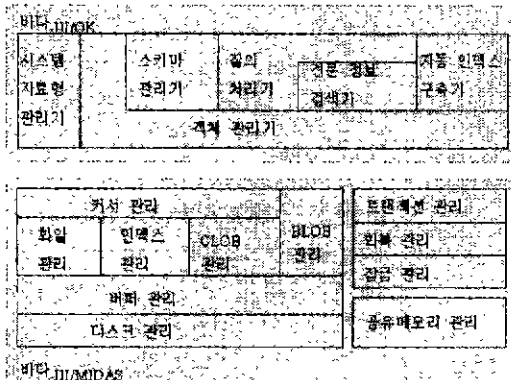 바다-III/OK
시스템 자료형 관리기
스키마 관리기
질의 처리기
전문 정보 검색기
자동 인덱스 구축기
객체 관리기
커서 관리
화일 관리
인덱스 관리
CLOB 관리
BLOB 관리
버퍼 관리
디스크 관리
트랜잭션 관리
회복 관리
잠금 관리
공유메모리 관리
바다-III/MIDAS